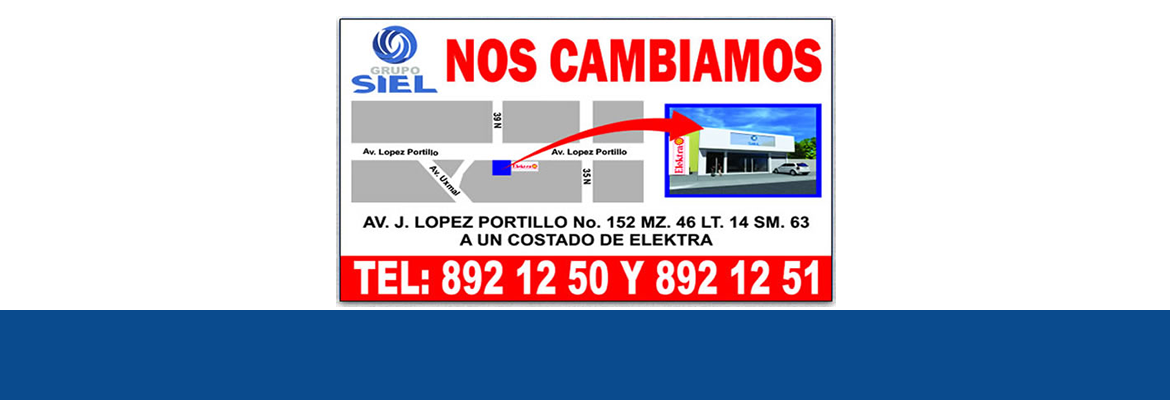 GRUPO
SIEL
NOS CAMBIAMOS
39 N
Av. Lopez Portillo
Av. Lopez Portillo
Elektra
Av. Uxmal
35 N
Elektra
AV. J. LOPEZ PORTILLO No. 152 MZ. 46 LT. 14 SM. 63
A UN COSTADO DE ELEKTRA
TEL: 892 12 50 Y 892 12 51